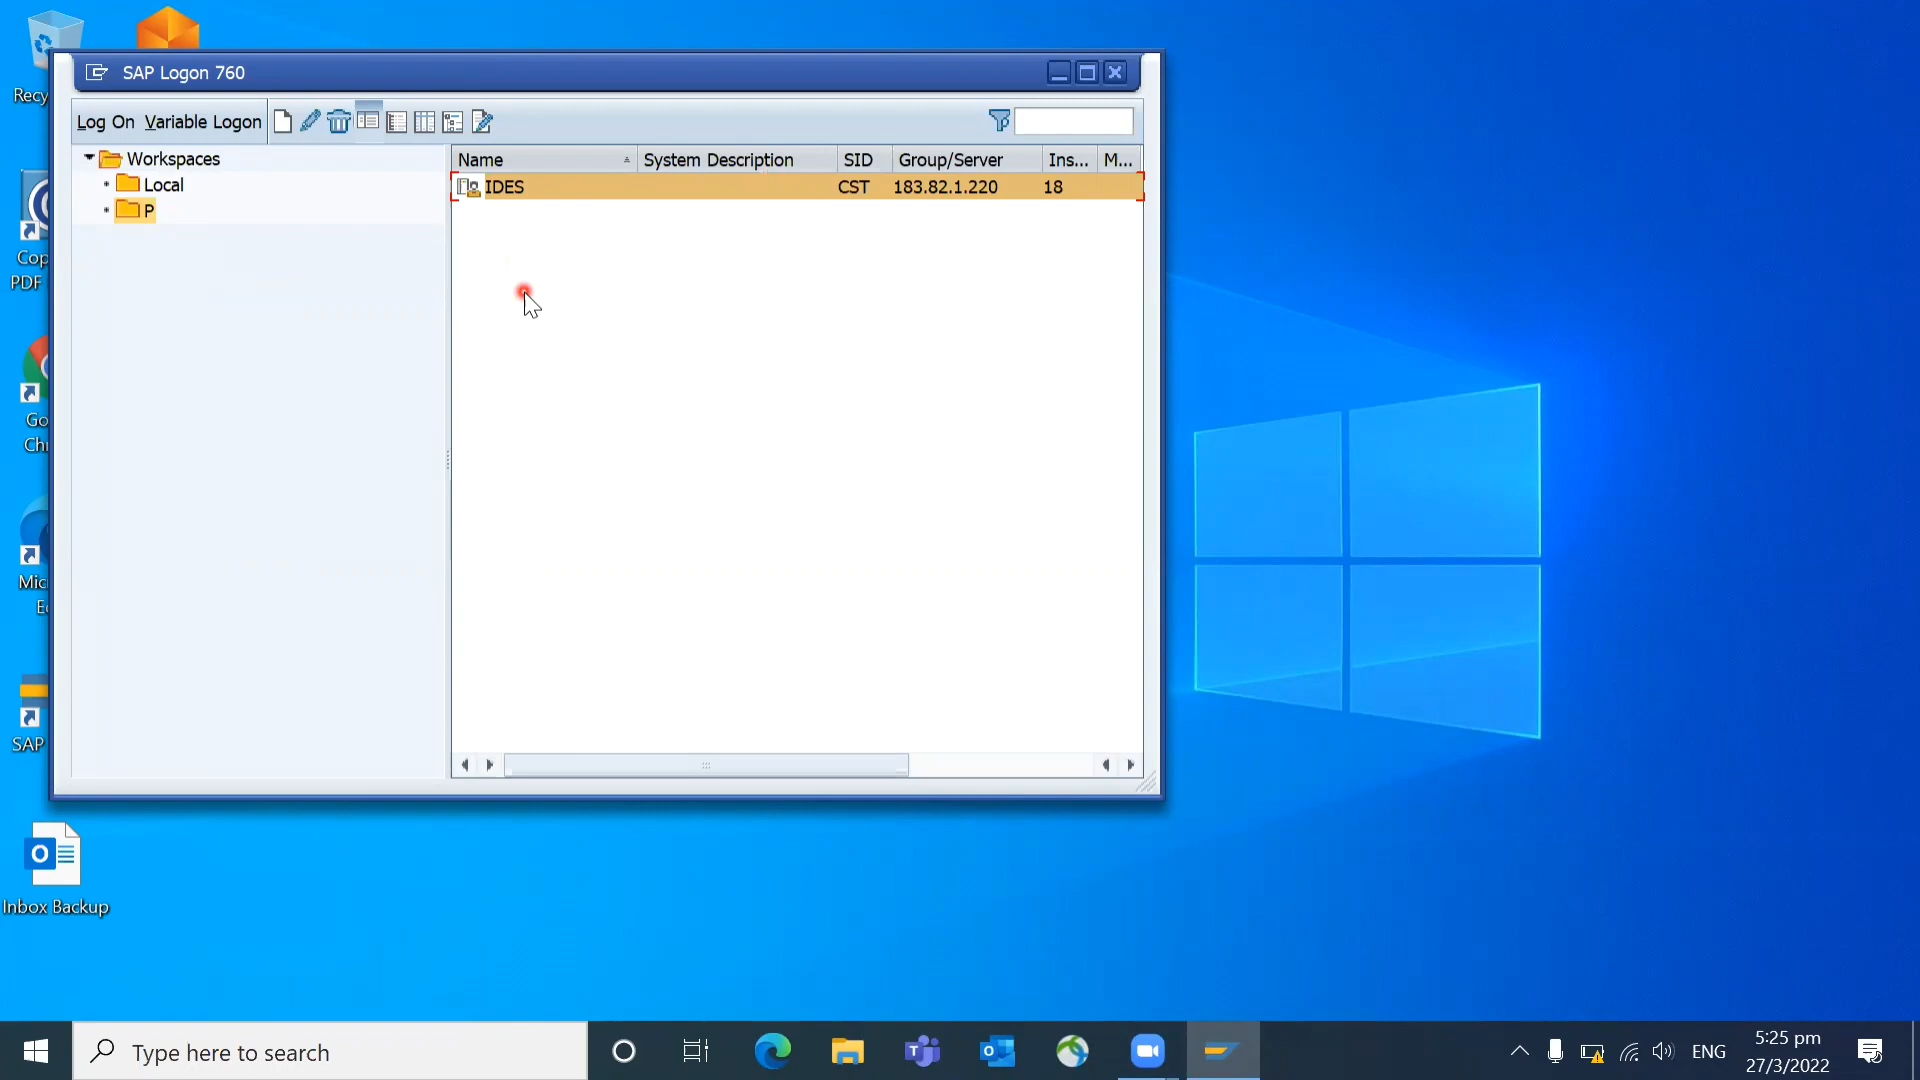 SAP Logon 760
Log On Variable Logon
Workspaces
Local
P
Name System Description SID Group/Server Ins... M...
IDES CST 183.82.1.220 18
Recy
Cop
PDF
Go
Chr
Mic
E
SAP
Inbox Backup
Type here to search
ENG
5:25 pm
27/3/2022